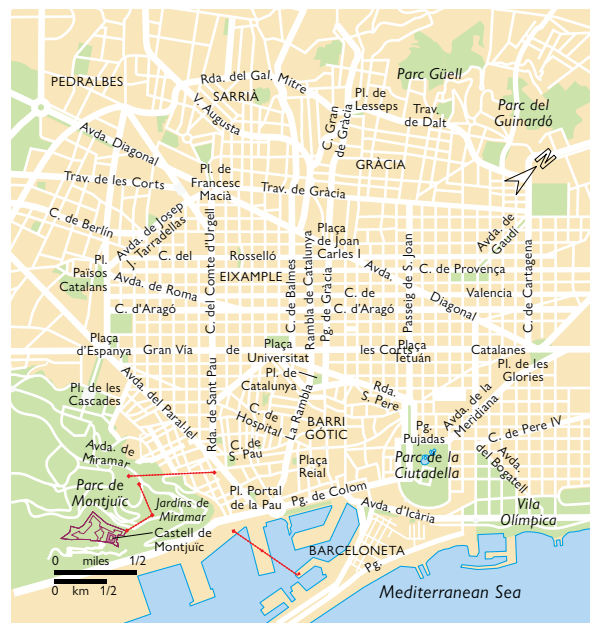 PEDRALBES
SARRIÀ
Rda. del Gal. Mitre
V. Augusta
Pl. de
Lesseps
Parc Güell
Trav.
de Dalt
Parc del
Guinardó
C. Gran
de Gràcia
GRÀCIA
N
Avda. Diagonal
Trav. de les Corts
Pl. de
Francesc
Macià
Trav. de Gràcia
C. de Berlín
Avda. de Josep
J. Tarradellas
C. del Comte d'Urgell
Plaça
de Joan
Carles I
Avda. de
Gaudí
Pl.
Països
Catalans
C. del
Rosselló
EIXAMPLE
C. de Balmes
Rambla de Catalunya
Pg. de Gràcia
Avda.
Diagonal
Passeig de S. Joan
C. de Provença
C. de Cartagena
Avda. de Roma
C. de
Valencia
C. d'Aragó
C. d'Aragó
Plaça
d'Espanya
Gran Vía
de
Plaça
Universitat
les Corts
Plaça
Tetuán
Catalanes
Pl. de les
Glories
Pl. de
Catalunya
Pl. de les
Cascades
Avda. del Paral·lel
Rda. de Sant Pau
Rda.
S. Pere
La Rambla
C. de
Hospital
BARRI
GÒTIC
Pg.
Pujadas
Avda. de la
Meridiana
C. de Pere IV
Avda.
del Bogatell
Avda. de
Miramar
C. de
S. Pau
Plaça
Reial
Parc de la
Ciutadella
Parc de
Montjuïc
Jardíns de
Miramar
Pl. Portal
de la Pau
Pg. de Colom
Avda. d'Icària
Vila
Olímpica
Castell de
Montjuïc
BARCELONETA
Pg.
0 miles 1/2
0 km 1/2
Mediterranean Sea